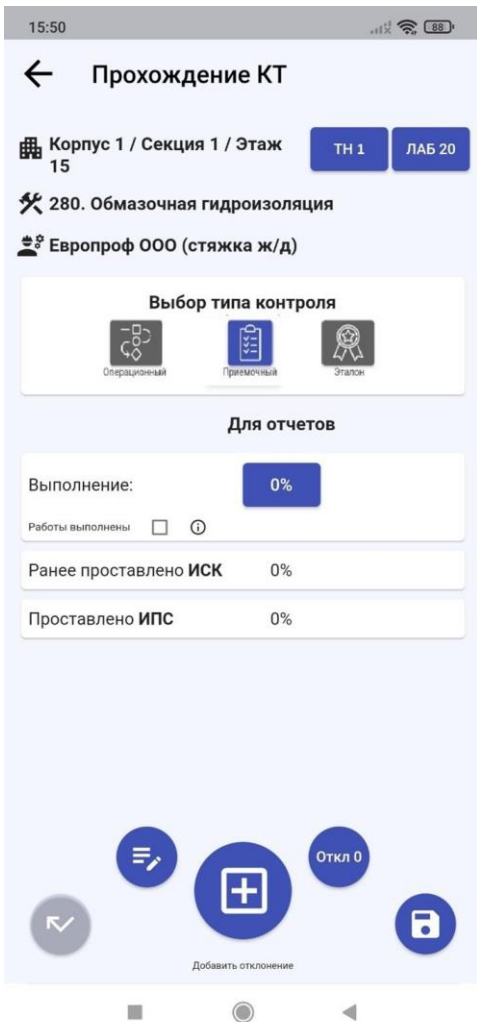 15:50
88
Прохождение КТ
Корпус 1 / Секция 1 / Этаж
15
ТН 1
ЛАБ 20
280. Обмазочная гидроизоляция
Европроф ООО (стяжка ж/д)
Выбор типа контроля
Операционный
Приемочный
Эталон
Для отчетов
Выполнение:
0%
Работы выполнены
Ранее проставлено ИСК 0%
Проставлено ИПС 0%
Откл 0
Добавить отклонение